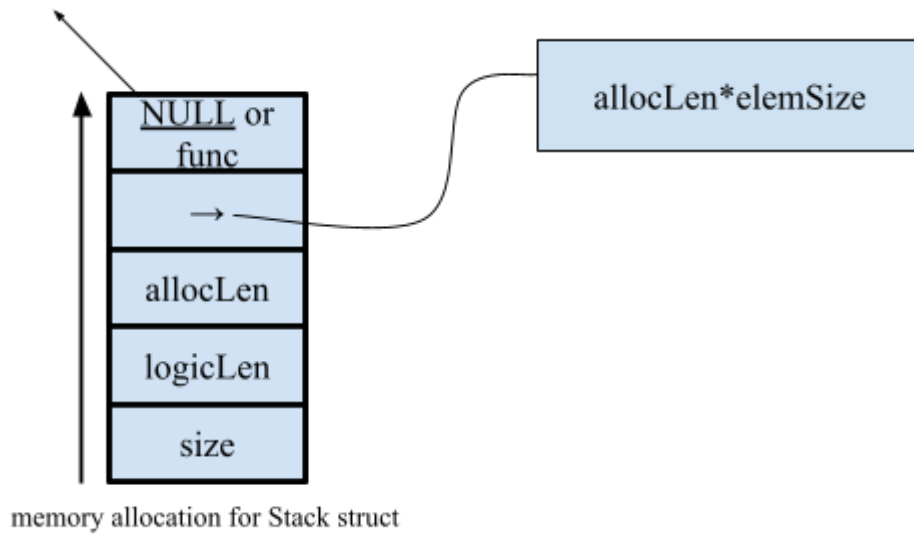 NULL or
func
→
allocLen
logicLen
size
allocLen*elemSize
memory allocation for Stack struct